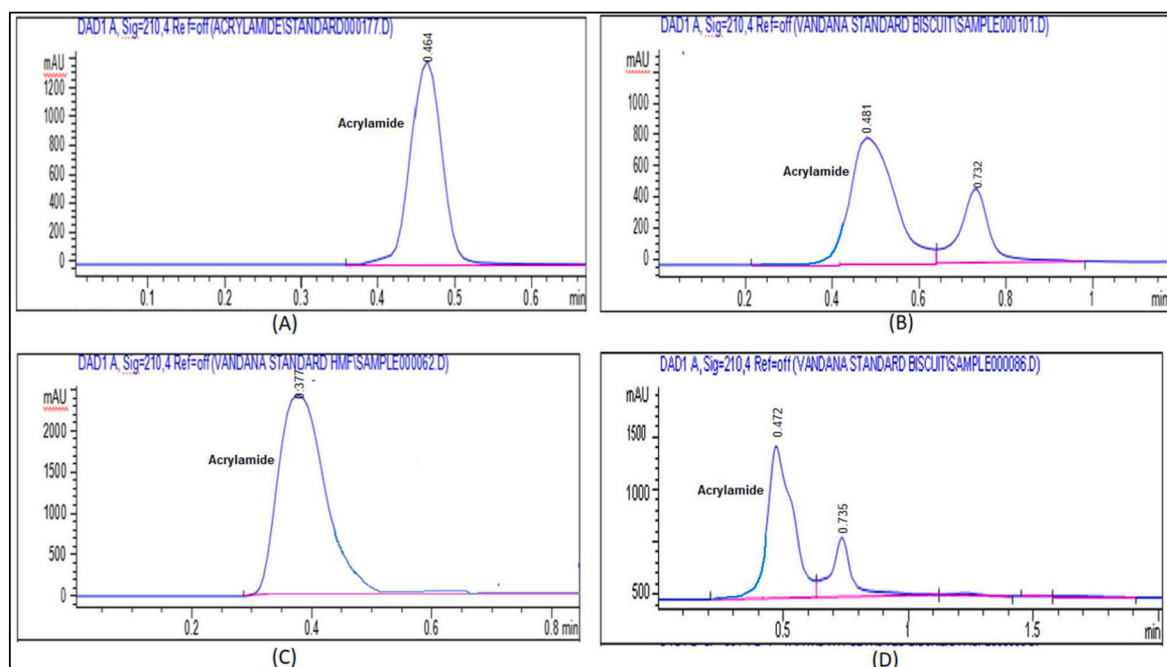 DAD1 A, Sig=210,4 Ref=off (ACRYLAMIDE\STANDARD000177.D)
mAU
1400
1200
1000
800
600
400
200
0
0.464
Acrylamide
0.1
0.2
0.3
0.4
0.5
0.6
min
(A)
DAD1 A, Sig=210,4 Ref=off (VANDANA STANDARD BISCUIT\SAMPLE000101.D)
mAU
1000
800
600
400
200
0
0.481
0.732
Acrylamide
0.2
0.4
0.6
0.8
1
min
(B)
DAD1 A, Sig=210,4 Ref=off (VANDANA STANDARD HMF\SAMPLE000062.D)
mAU
2000
1500
1000
500
0
0.377
Acrylamide
0.2
0.4
0.6
0.8
min
(C)
DAD1 A, Sig=210,4 Ref=off (VANDANA STANDARD BISCUIT\SAMPLE000086.D)
mAU
1500
1000
500
0.472
0.735
Acrylamide
0.5
1
1.5
min
(D)